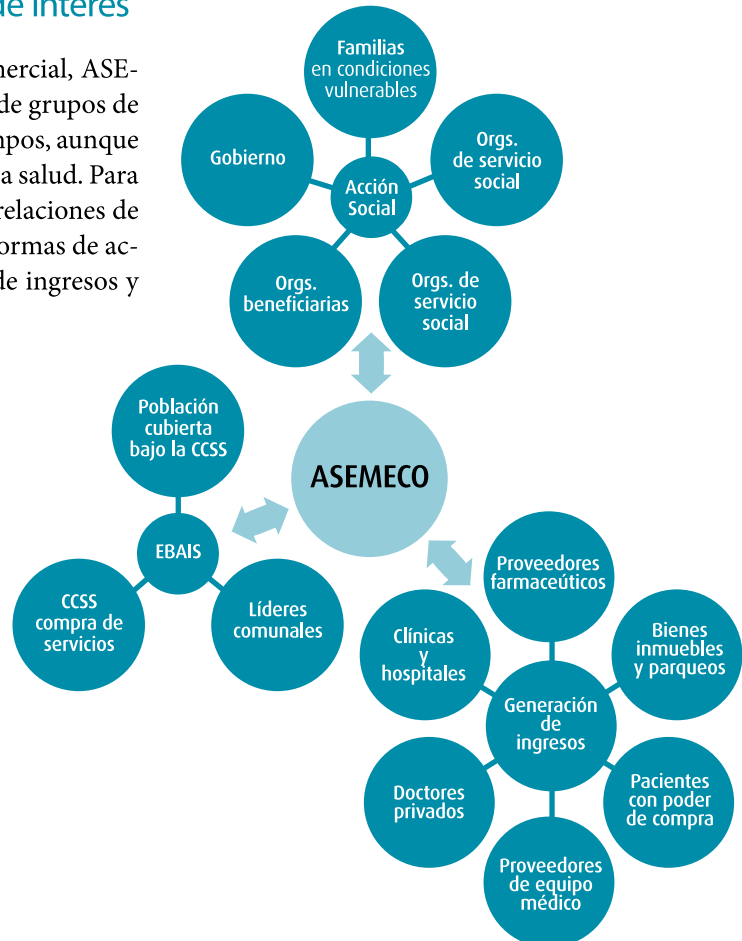 de interés
mercial, ASE-
de grupos de
mpos, aunque
a salud. Para
relaciones de
ormas de ac-
de ingresos y
Familias
en condiciones
vulnerables
Gobierno
Orgs.
de servicio
social
Acción
Social
Orgs.
beneficiarias
Orgs. de
servicio
social
ASEMECO
Población
cubierta
bajo la CCSS
EBAIS
CCSS
compra de
servicios
Líderes
comunales
Proveedores
farmaceúticos
Clínicas
y
hospitales
Bienes
inmuebles
y parqueos
Generación
de
ingresos
Doctores
privados
Pacientes
con poder
de compra
Proveedores
de equipo
médico